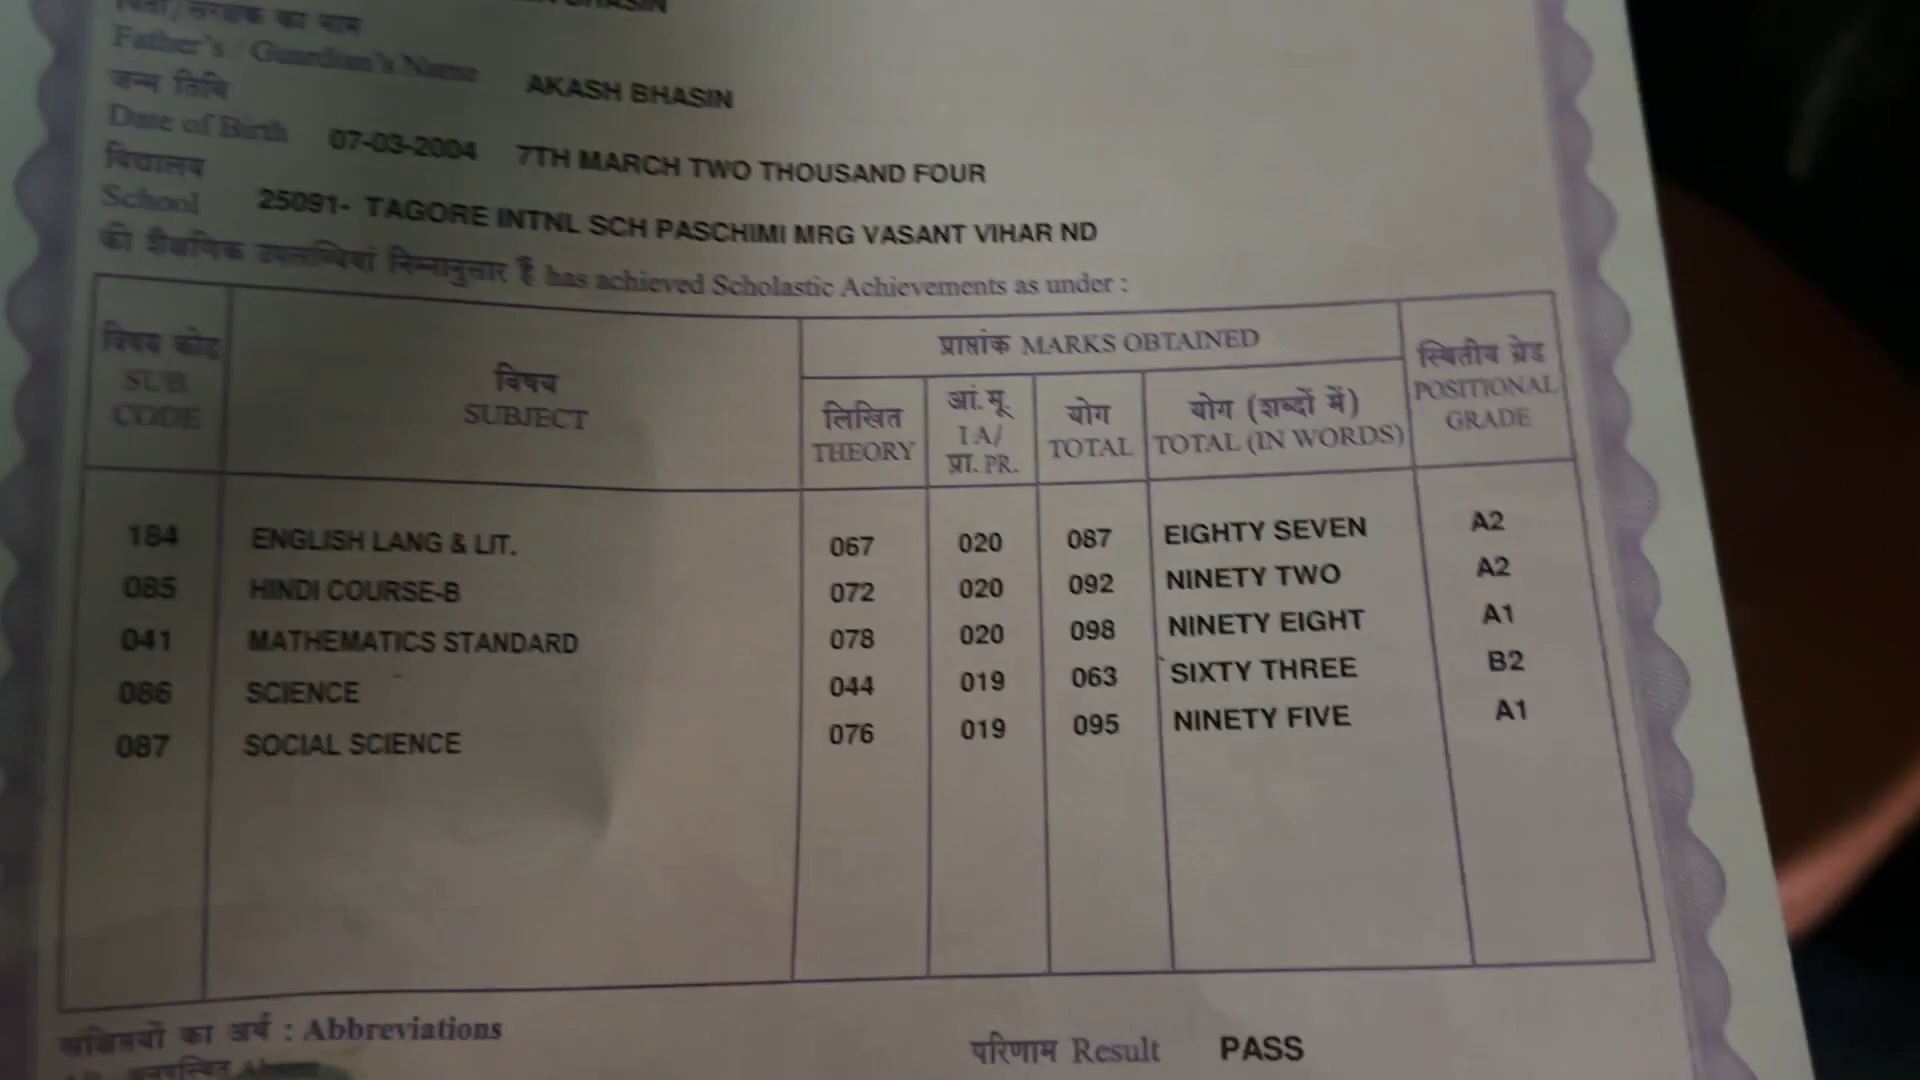 BHASIN
पिता/संरक्षक का नाम
Father's / Guardian's Name AKASH BHASIN
जन्म तिथि
Date of Birth 07-03-2004 7TH MARCH TWO THOUSAND FOUR
विद्यालय
School 25091- TAGORE INTNL SCH PASCHIMI MRG VASANT VIHAR ND
की शैक्षणिक उपलब्धियां निम्नानुसार है has achieved Scholastic Achievements as under :
विषय कोड
SUB.
CODE
विषय
SUBJECT
प्राप्तांक MARKS OBTAINED
लिखित
THEORY
आं.मू.
I A/
प्रा. PR.
योग
TOTAL
योग (शब्दों में)
TOTAL (IN WORDS)
स्थितीय ग्रेड
POSITIONAL
GRADE
184 ENGLISH LANG & LIT. 067 020 087 EIGHTY SEVEN A2
085 HINDI COURSE-B 072 020 092 NINETY TWO A2
041 MATHEMATICS STANDARD 078 020 098 NINETY EIGHT A1
086 SCIENCE 044 019 063 SIXTY THREE B2
087 SOCIAL SCIENCE 076 019 095 NINETY FIVE A1
का अर्थ : Abbreviations
परिणाम Result PASS